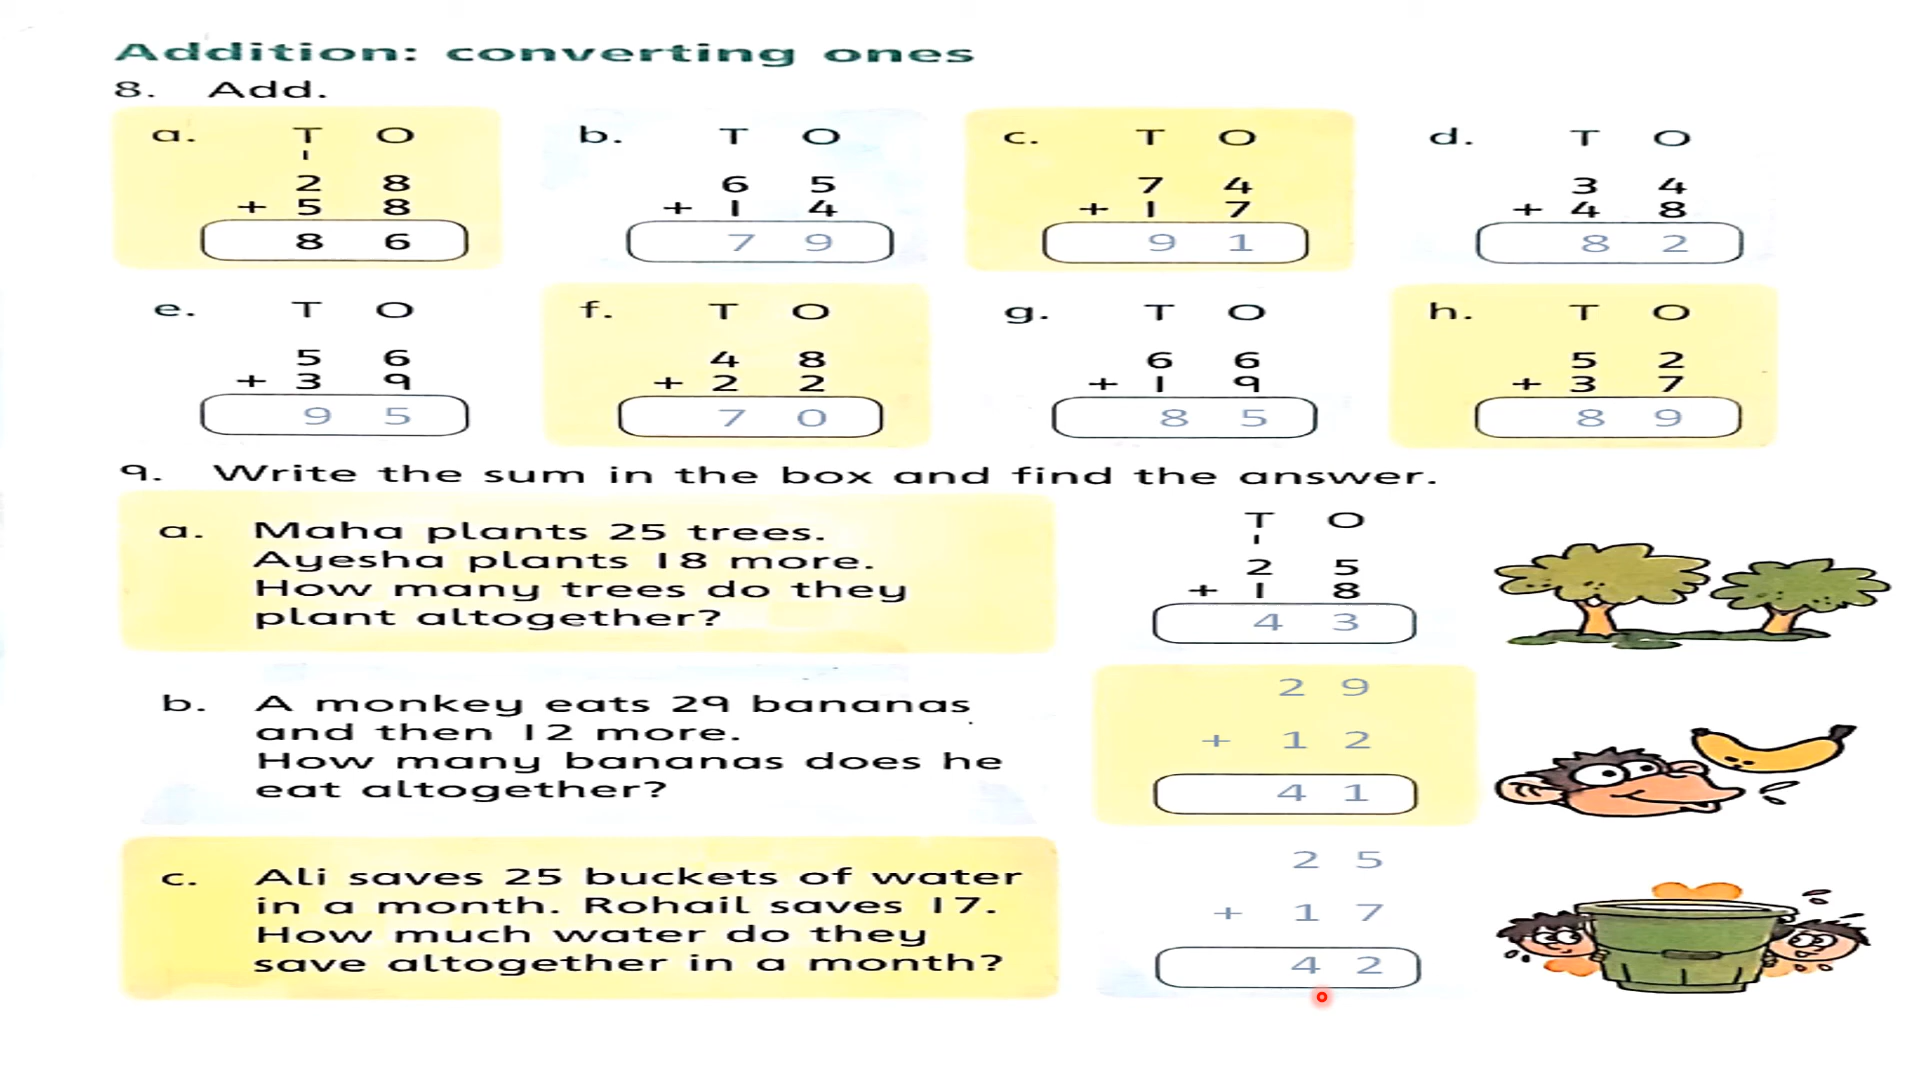 Addition: converting ones
8. Add.
a. T O b. T O c. T O d. T O
1
2 8 6 5 7 4 3 4
+ 5 8 + 1 4 + 1 7 + 4 8
8 6 7 9 9 1 8 2
e. T O f. T O g. T O h. T O
5 6 4 8 6 6 5 2
+ 3 9 + 2 2 + 1 9 + 3 7
9 5 7 0 8 5 8 9
9. Write the sum in the box and find the answer.
a. Maha plants 25 trees.
Ayesha plants 18 more.
How many trees do they
plant altogether?
T O
1
2 5
+ 1 8
4 3
b. A monkey eats 29 bananas
and then 12 more.
How many bananas does he
eat altogether?
2 9
+ 1 2
4 1
c. Ali saves 25 buckets of water
in a month. Rohail saves 17.
How much water do they
save altogether in a month?
2 5
+ 1 7
4 2